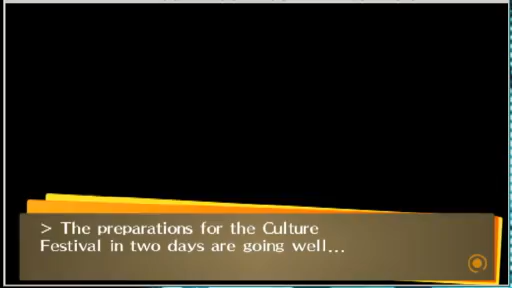 > The preparations for the Culture
Festival in two days are going well...